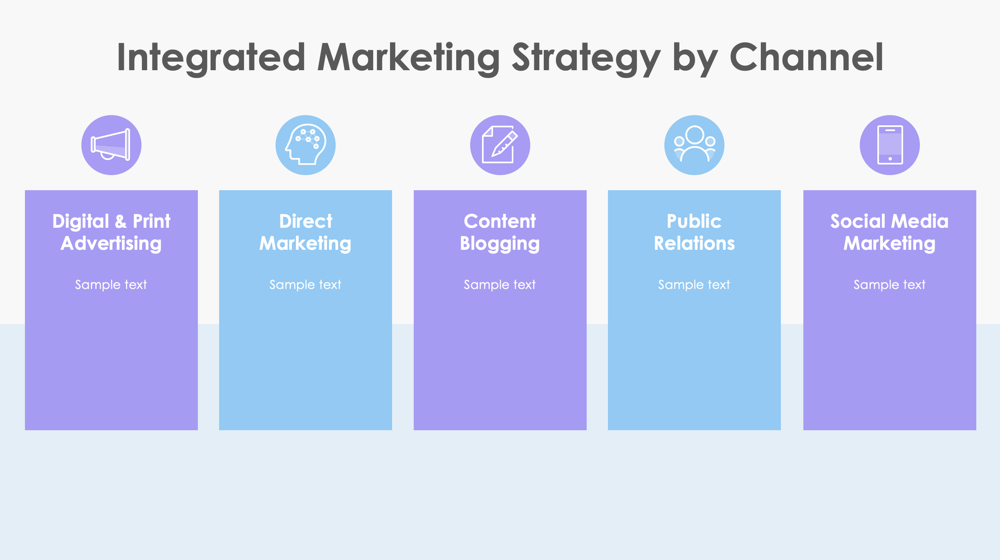 Integrated Marketing Strategy by Channel
Digital & Print
Advertising
Sample text
Direct
Marketing
Sample text
Content
Blogging
Sample text
Public
Relations
Sample text
Social Media
Marketing
Sample text